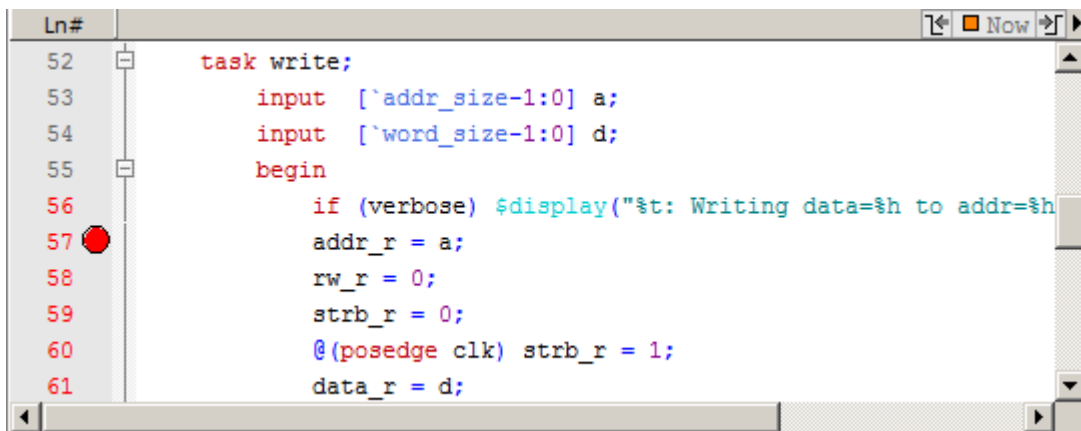 Ln# Now
52 task write;
53 input [`addr_size-1:0] a;
54 input [`word_size-1:0] d;
55 begin
56 if (verbose) $display("%t: Writing data=%h to addr=%h
57 addr_r = a;
58 rw_r = 0;
59 strb_r = 0;
60 @(posedge clk) strb_r = 1;
61 data_r = d;